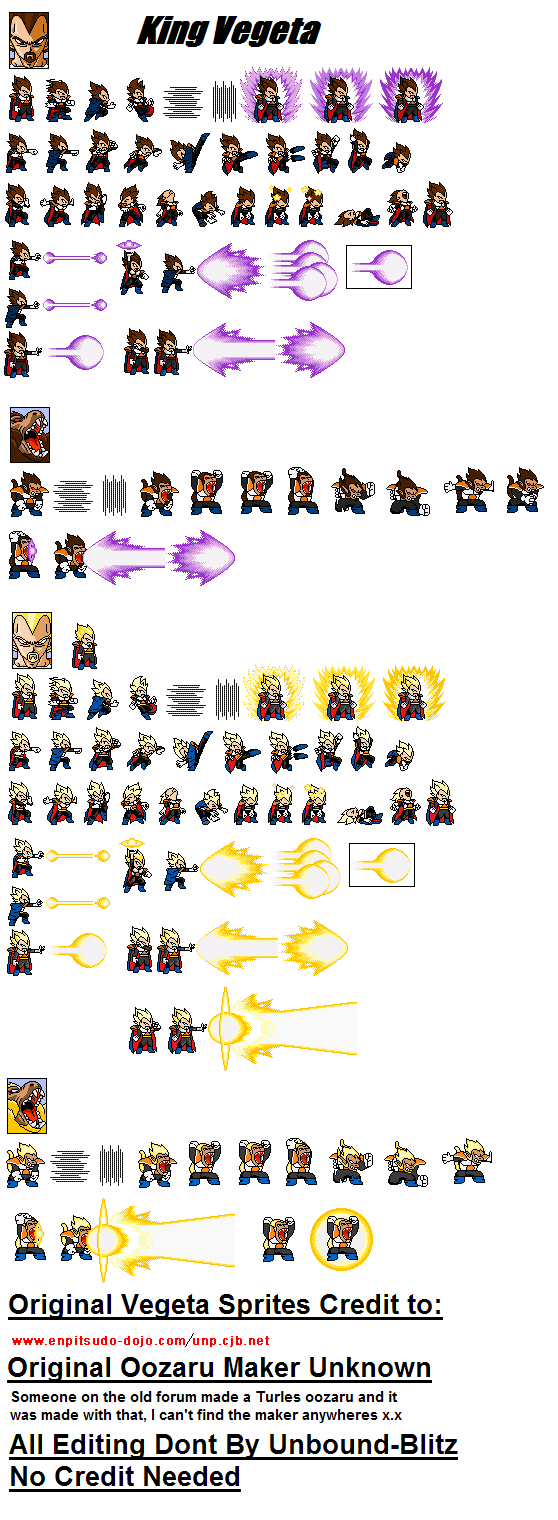 King Vegeta
Original Vegeta Sprites Credit to:
www.enpitsudo-dojo.com/unp.cjb.net
Original Oozaru Maker Unknown
Someone on the old forum made a Turles oozaru and it
was made with that, I can't find the maker anywheres x.x
All Editing Dont By Unbound-Blitz
No Credit Needed